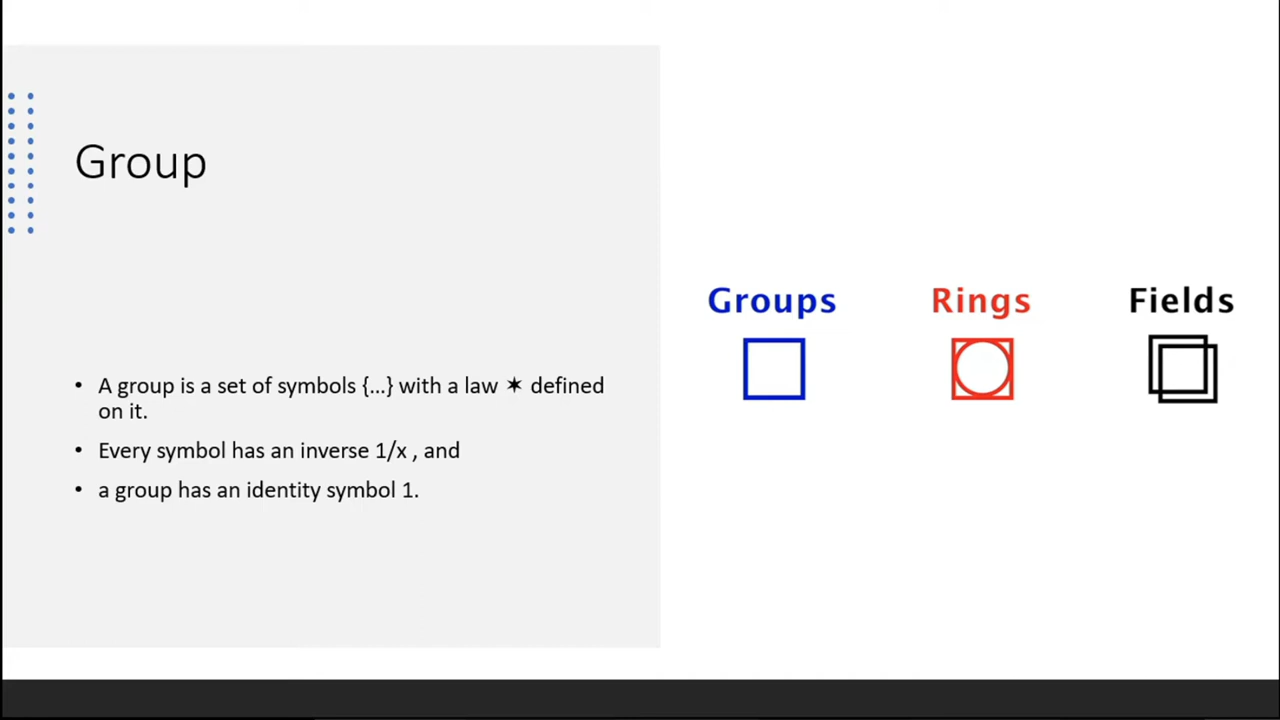 Group
• A group is a set of symbols {...} with a law ✶ defined
on it.
• Every symbol has an inverse 1/x , and
• a group has an identity symbol 1.
Groups Rings Fields